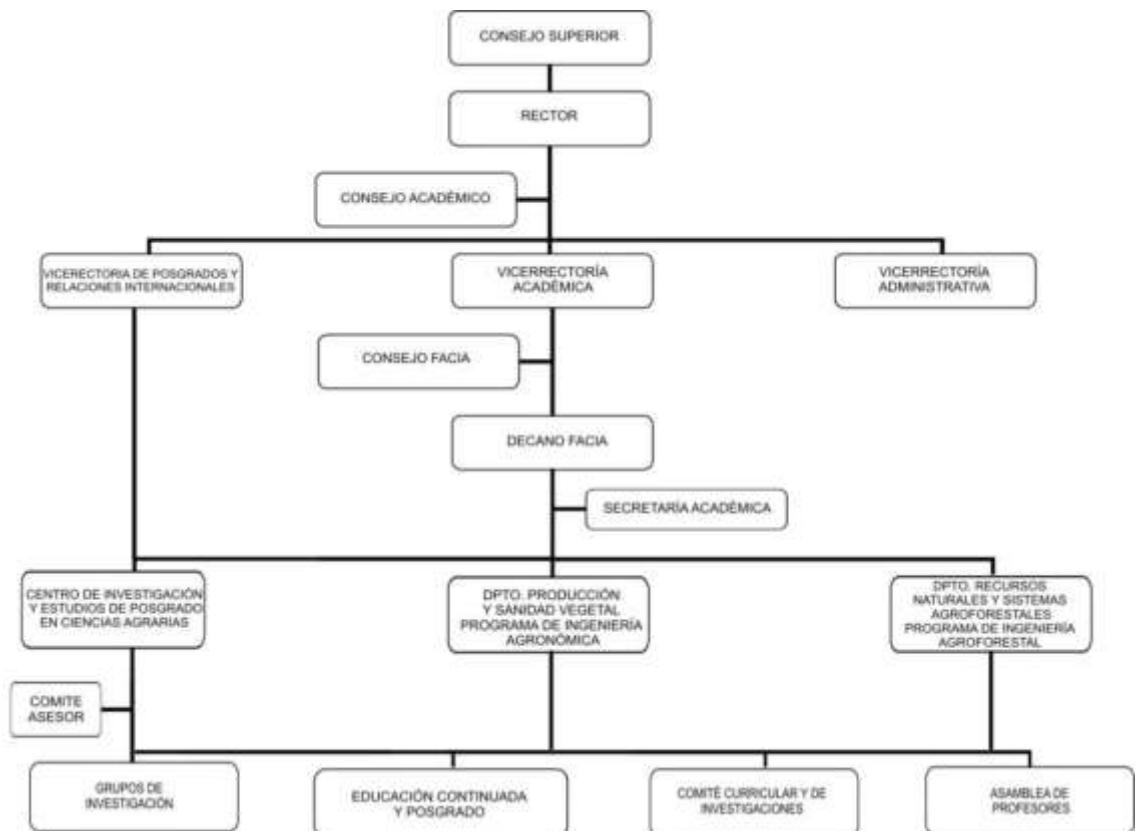 CONSEJO SUPERIOR
RECTOR
CONSEJO ACADÉMICO
VICERECTORIA DE POSGRADOS Y
RELACIONES INTERNACIONALES
VICERRECTORÍA
ACADÉMICA
VICERRECTORÍA
ADMINISTRATIVA
CONSEJO FACIA
DECANO FACIA
SECRETARÍA ACADÉMICA
CENTRO DE INVESTIGACIÓN
Y ESTUDIOS DE POSGRADO
EN CIENCIAS AGRARIAS
DPTO. PRODUCCIÓN
Y SANIDAD VEGETAL
PROGRAMA DE INGENIERÍA
AGRONÓMICA
DPTO. RECURSOS
NATURALES Y SISTEMAS
AGROFORESTALES
PROGRAMA DE INGENIERÍA
AGROFORESTAL
COMITE
ASESOR
GRUPOS DE
INVESTIGACIÓN
EDUCACIÓN CONTINUADA
Y POSGRADO
COMITÉ CURRICULAR Y DE
INVESTIGACIONES
ASAMBLEA DE
PROFESORES